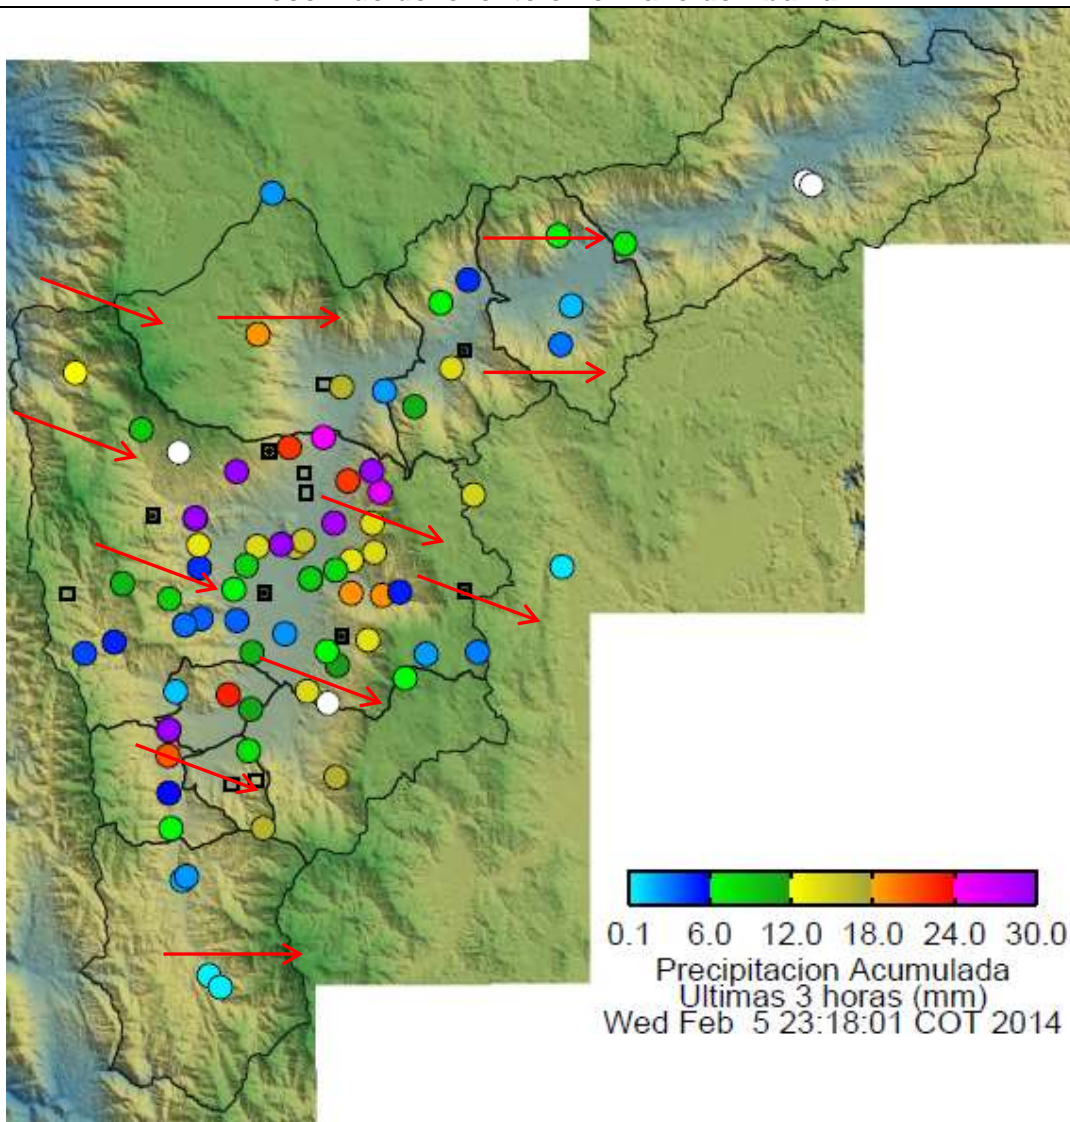 0.1 6.0 12.0 18.0 24.0 30.0
Precipitacion Acumulada
Ultimas 3 horas (mm)
Wed Feb 5 23:18:01 COT 2014